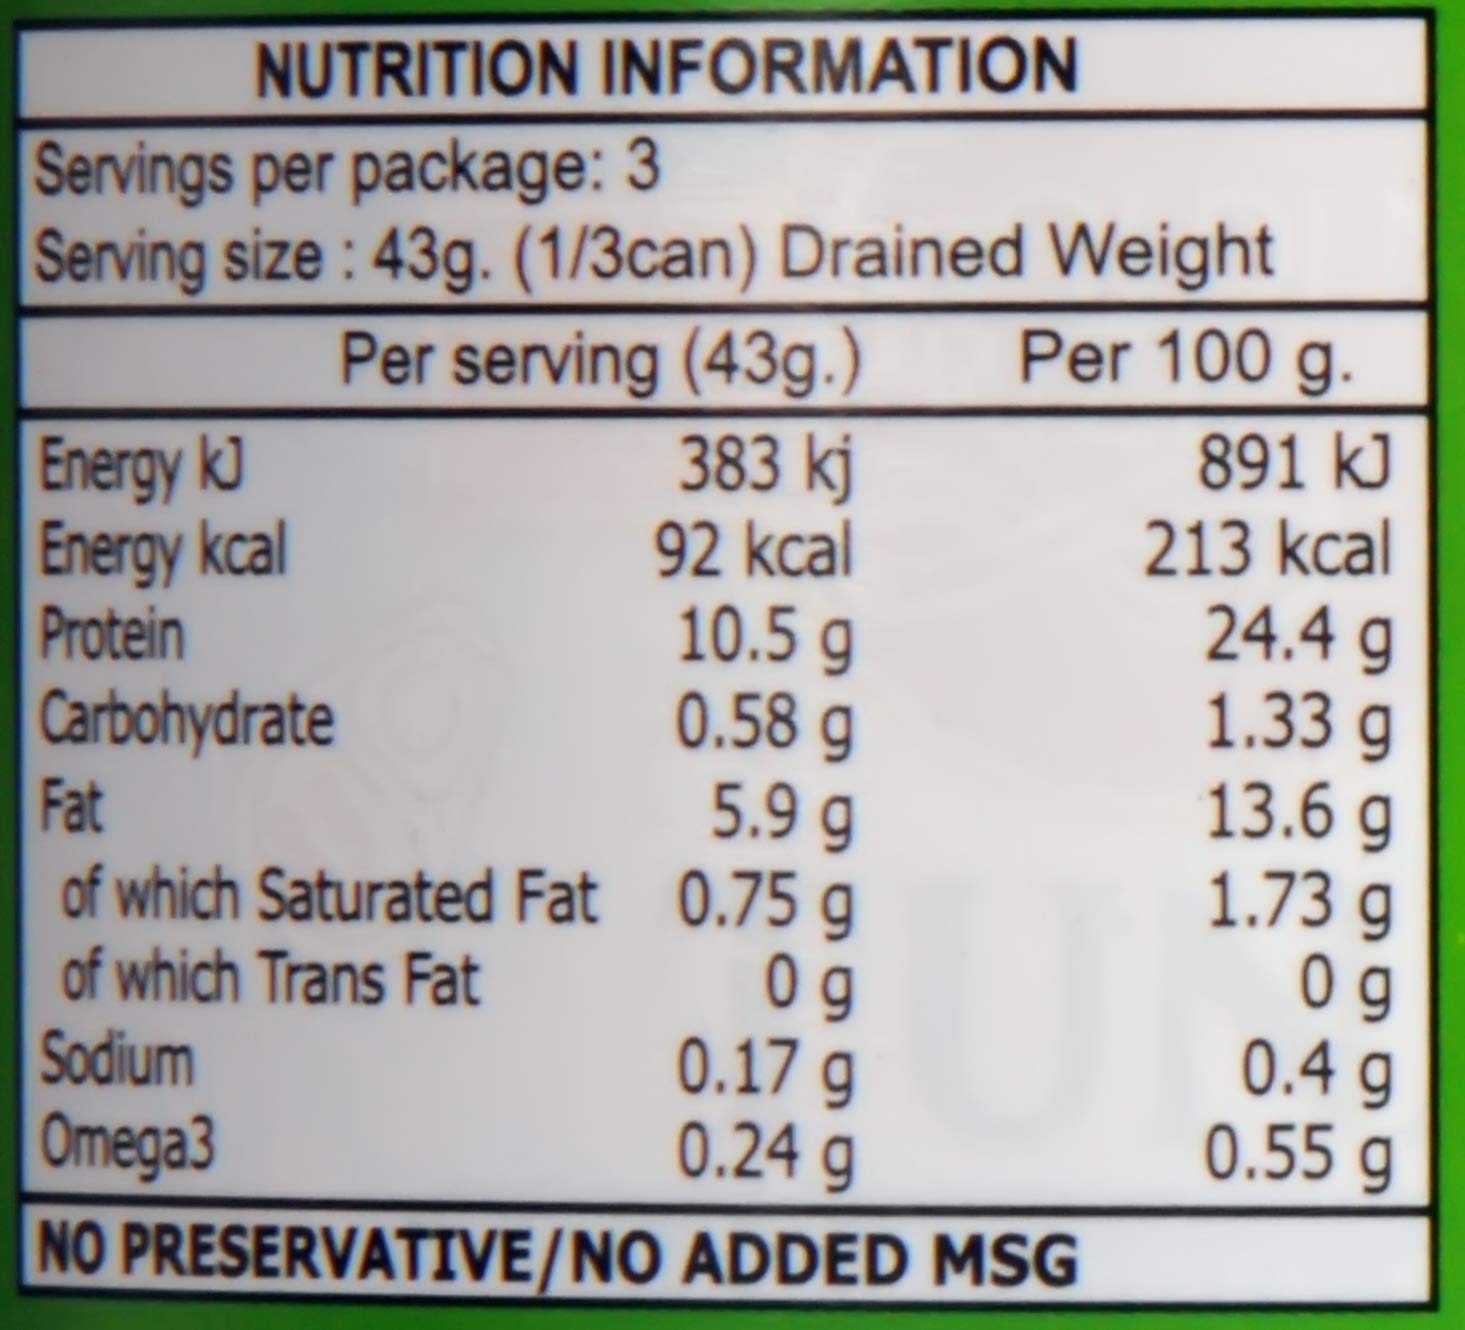 NUTRITION INFORMATION
Servings per package: 3
Serving size : 43g. (1/3can) Drained Weight
Per serving (43g.) Per 100 g.
Energy kJ 383 kj 891 kJ
Energy kcal 92 kcal 213 kcal
Protein 10.5 g 24.4 g
Carbohydrate 0.58 g 1.33 g
Fat 5.9 g 13.6 g
of which Saturated Fat 0.75 g 1.73 g
of which Trans Fat 0 g 0 g
Sodium 0.17 g 0.4 g
Omega3 0.24 g 0.55 g
NO PRESERVATIVE/NO ADDED MSG